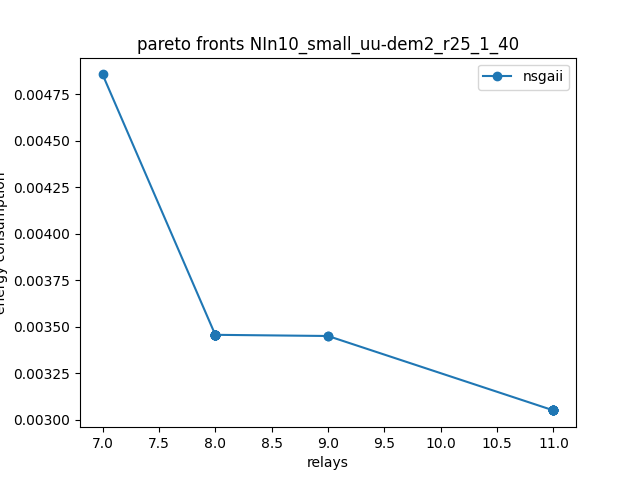 pareto fronts NIn10_small_uu-dem2_r25_1_40
nsgaii
0.00475
0.00450
0.00425
0.00400
0.00375
0.00350
0.00325
0.00300
energy consumption
7.0 7.5 8.0 8.5 9.0 9.5 10.0 10.5 11.0
relays